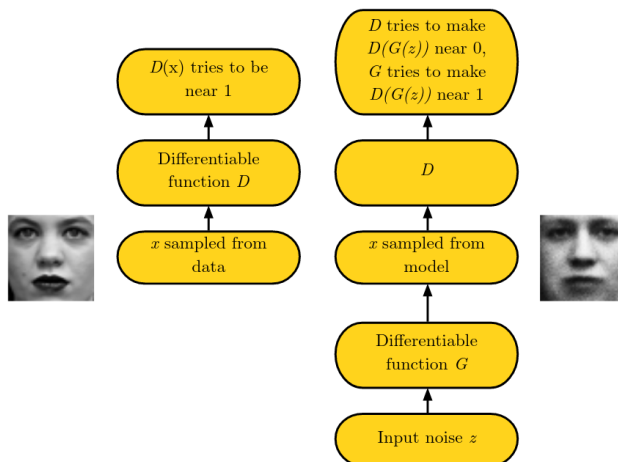 D(x) tries to be
near 1
Differentiable
function D
x sampled from
data
D tries to make
D(G(z)) near 0,
G tries to make
D(G(z)) near 1
D
x sampled from
model
Differentiable
function G
Input noise z